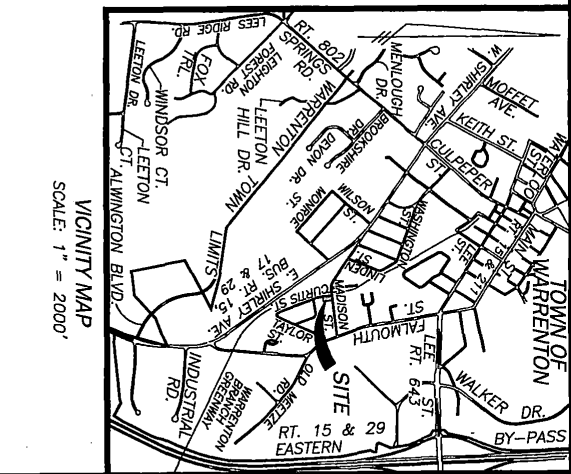 LEES RIDGE RD.
RT. 802
SPRINGS
RD.
FOX
TRL.
LEIGHTON
FOREST RD.
LEETON DR.
WINDSOR CT.
LEETON
CT.
LEETON
HILL DR.
WARRENTON
TOWN
LIMITS
MENLOUGH
DR.
BROOKSHIRE
DR.
DEVON DR.
W. SHIRLEY AVE.
MOFFET
AVE.
KEITH ST.
CULPEPER
ST.
WILSON
ST.
MONROE
ST.
WASHINGTON
ST.
LINDEN
ST.
LEE ST.
RT. 15 & 211
MAIN ST.
TOWN OF
WARRENTON
E. SHIRLEY AVE.
BUS. RT. 15,
17 & 29
CURTIS ST.
MADISON
ST.
TAYLOR
ST.
FALMOUTH
ST.
LEE ST.
RT. 643
WALKER DR.
SITE
OLD MEETZE
RD.
WARRENTON
BRANCH
GREENWAY
INDUSTRIAL
RD.
ALWINGTON BLVD.
RT. 15 & 29
EASTERN
BY-PASS
VICINITY MAP
SCALE: 1" = 2000'